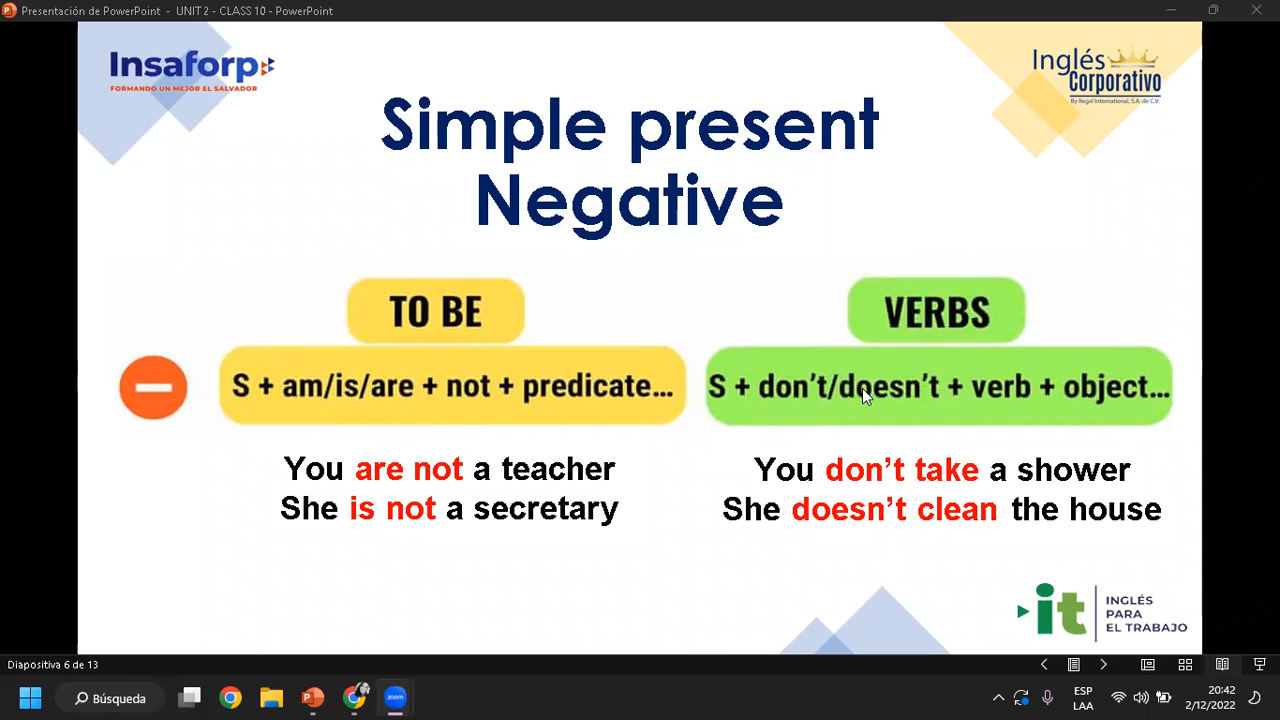 Presentación de PowerPoint - UNIT 2 - CLASS 10 - PowerPoint
Insaforp
FORMANDO UN MEJOR EL SALVADOR
Inglés
Corporativo
By Regal International, S.A. de C.V.
Simple present
Negative
TO BE
VERBS
S + am/is/are + not + predicate...
S + don't/doesn't + verb + object...
You are not a teacher
She is not a secretary
You don't take a shower
She doesn't clean the house
it
INGLÉS
PARA
EL TRABAJO
Diapositiva 6 de 13
Búsqueda
zoom
ESP
LAA
20:42
2/12/2022